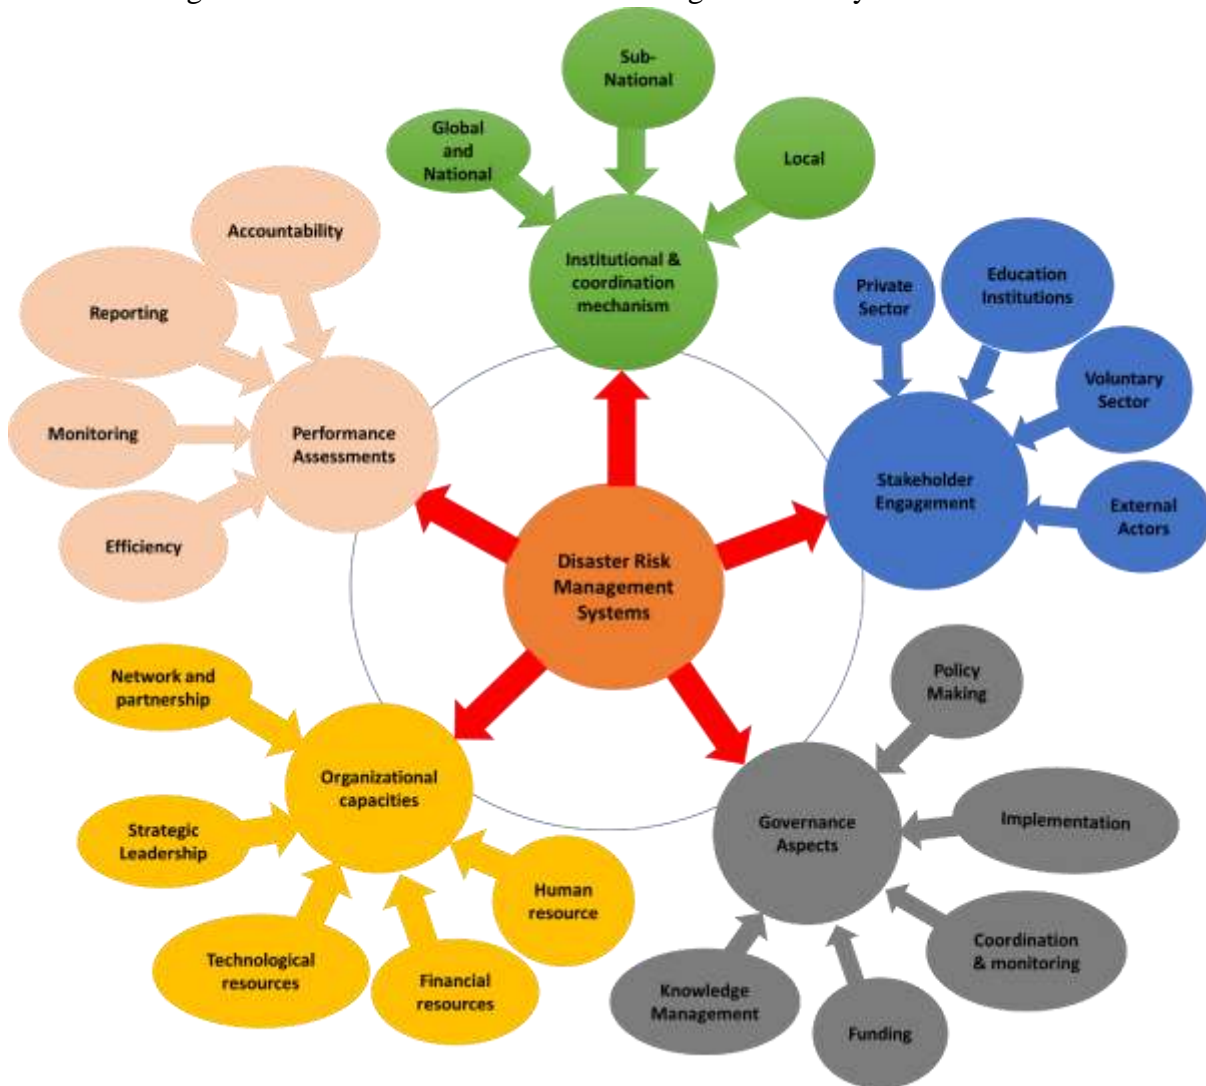 Sub-
National
Global
and
National
Local
Institutional &
coordination
mechanism
Accountability
Reporting
Monitoring
Efficiency
Performance
Assessments
Private
Sector
Education
Institutions
Voluntary
Sector
External
Actors
Stakeholder
Engagement
Disaster Risk
Management
Systems
Network and
partnership
Strategic
Leadership
Technological
resources
Financial
resources
Human
resource
Organizational
capacities
Policy
Making
Implementation
Coordination
& monitoring
Funding
Knowledge
Management
Governance
Aspects